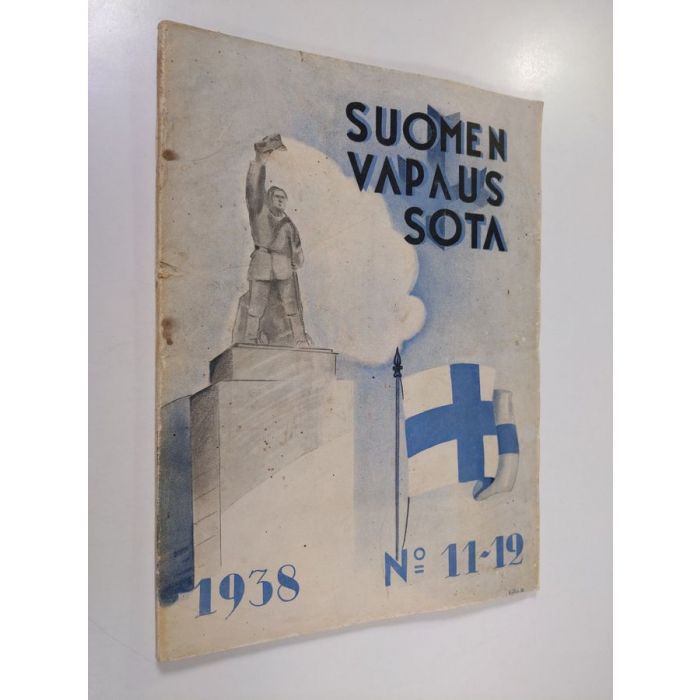 SUOMEN
VAPAUS
SOTA
1938
Nº 11-12